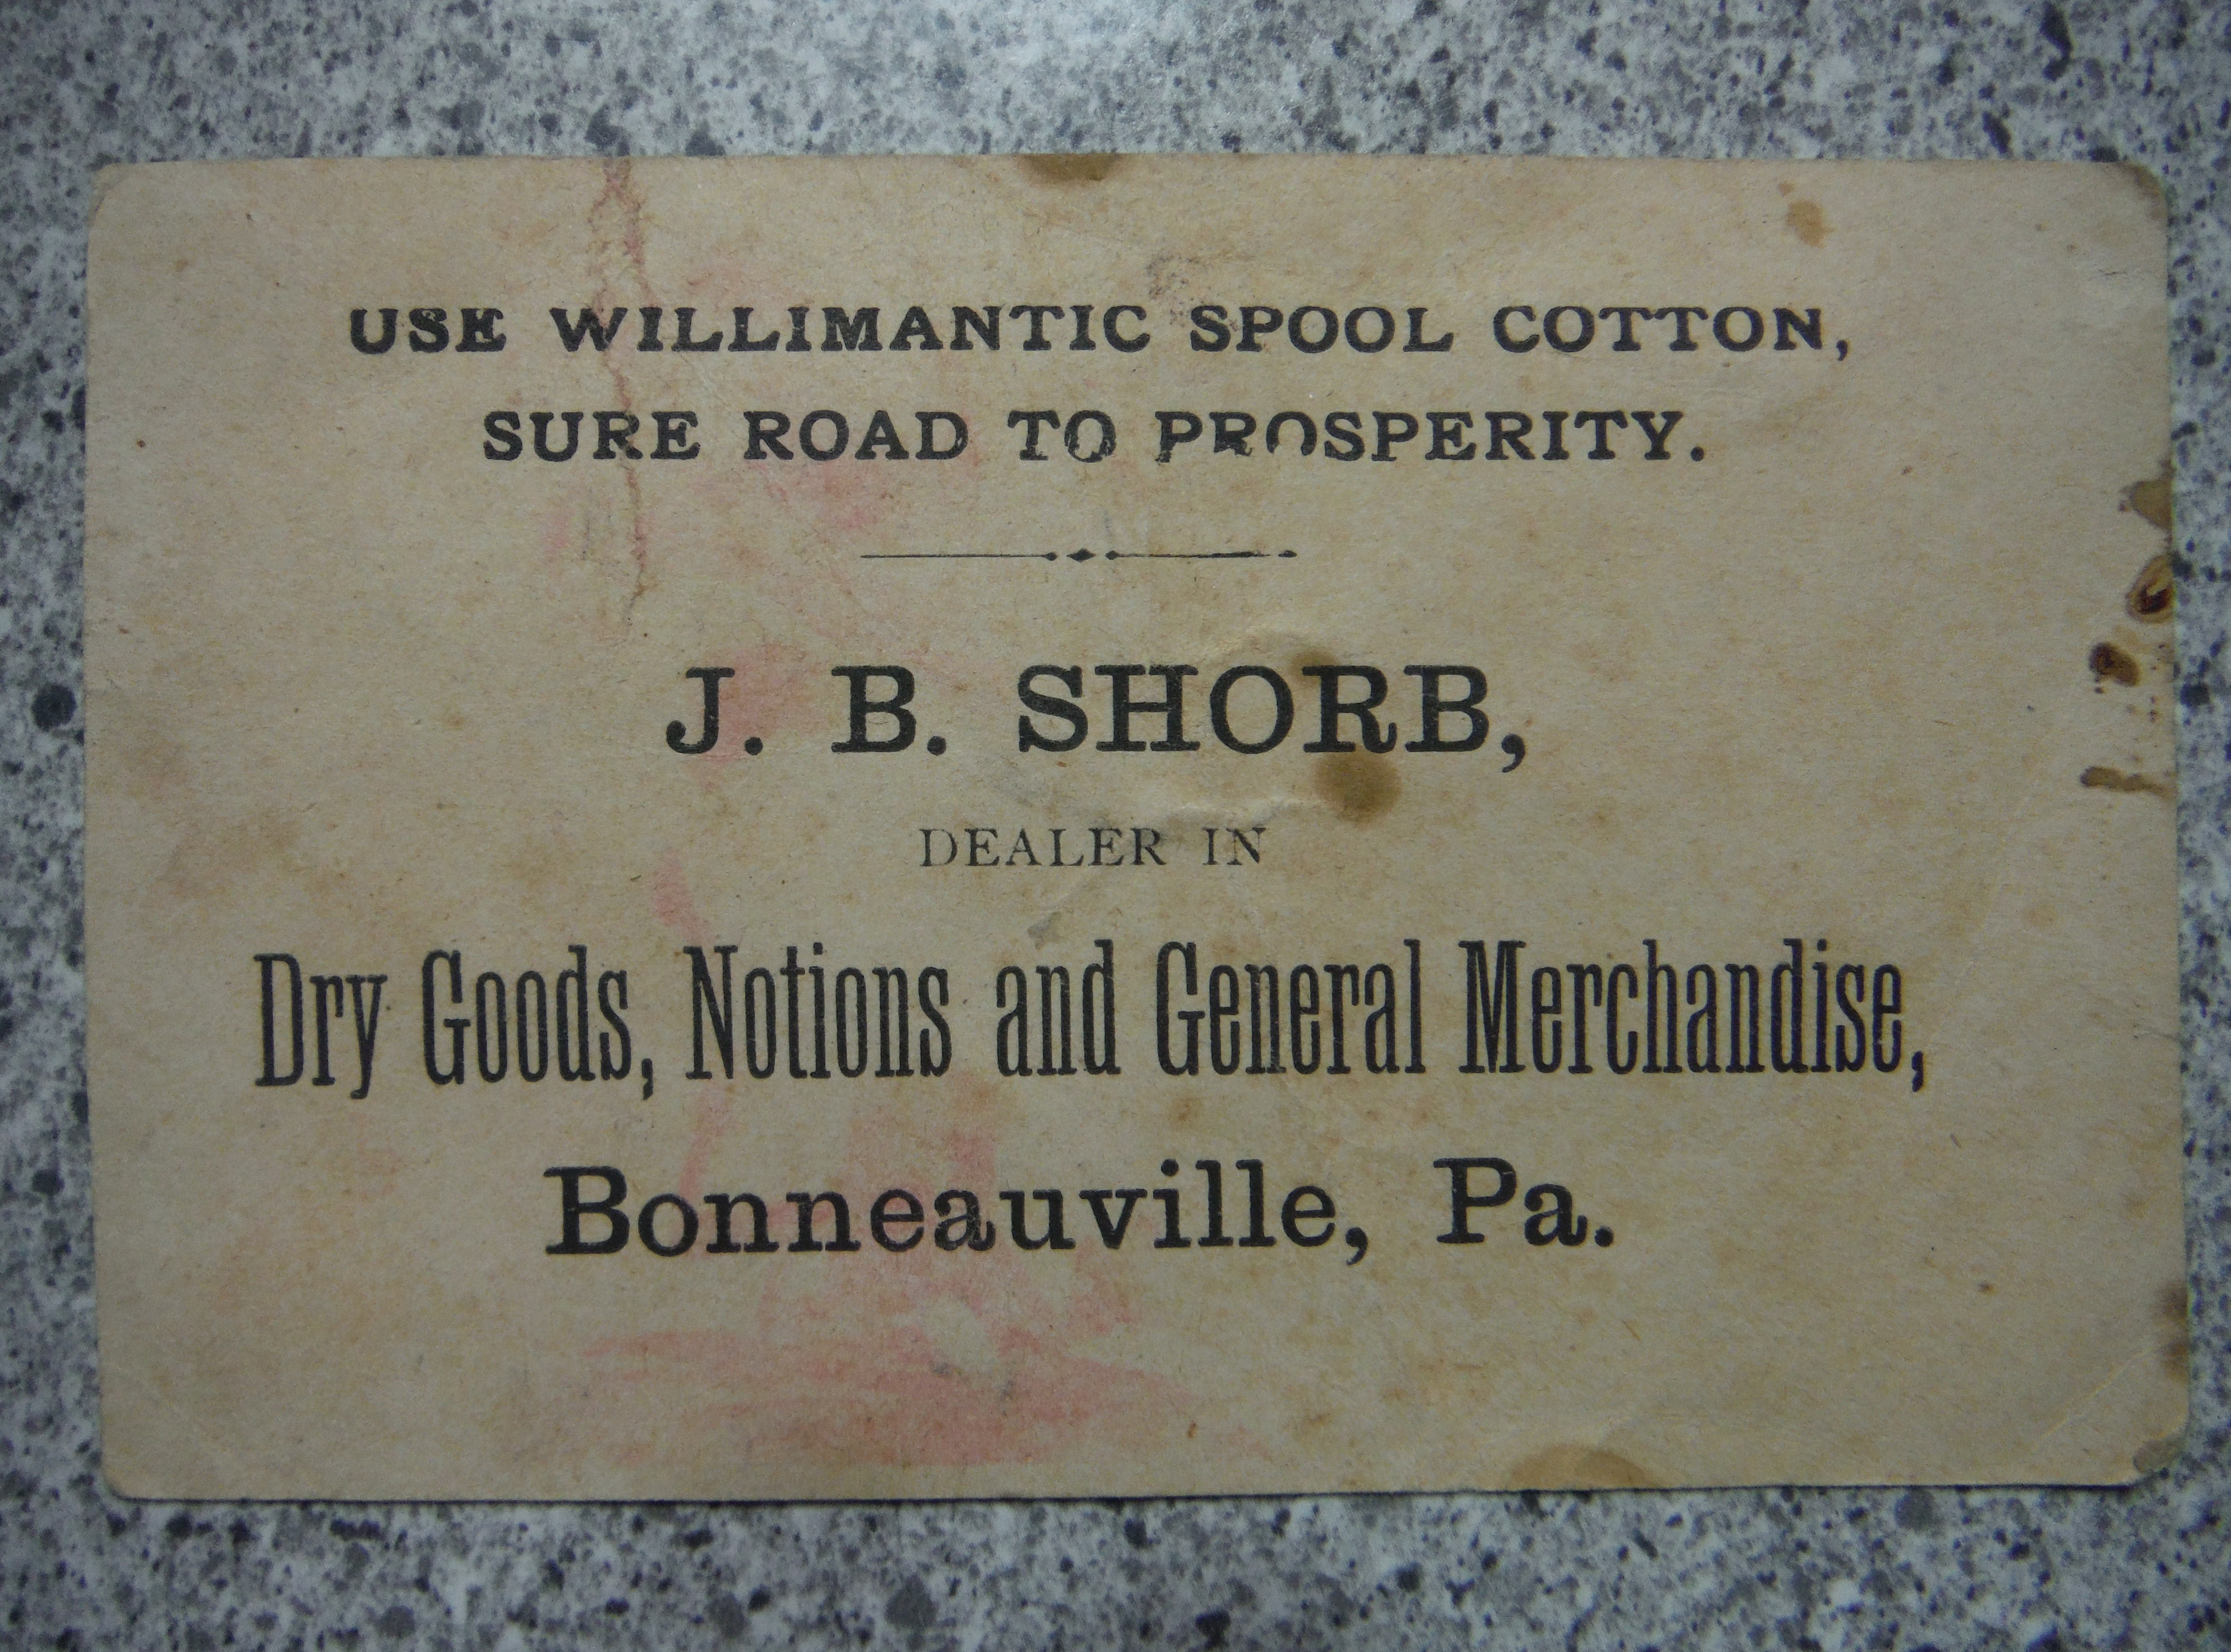 USE WILLIMANTIC SPOOL COTTON,
SURE ROAD TO PROSPERITY.
J. B. SHORB,
DEALER IN
Dry Goods, Notions and General Merchandise,
Bonneauville, Pa.